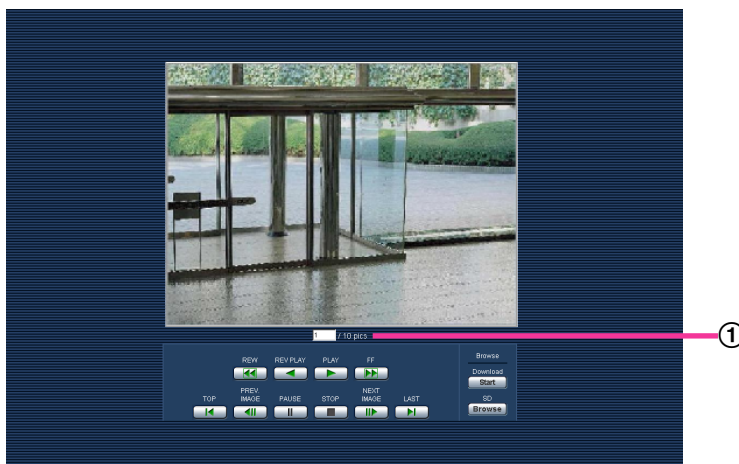 1 / 10 pics
①
REW REV PLAY PLAY FF
TOP PREV. IMAGE PAUSE STOP NEXT IMAGE LAST
Browse
Download
Start
SD
Browse